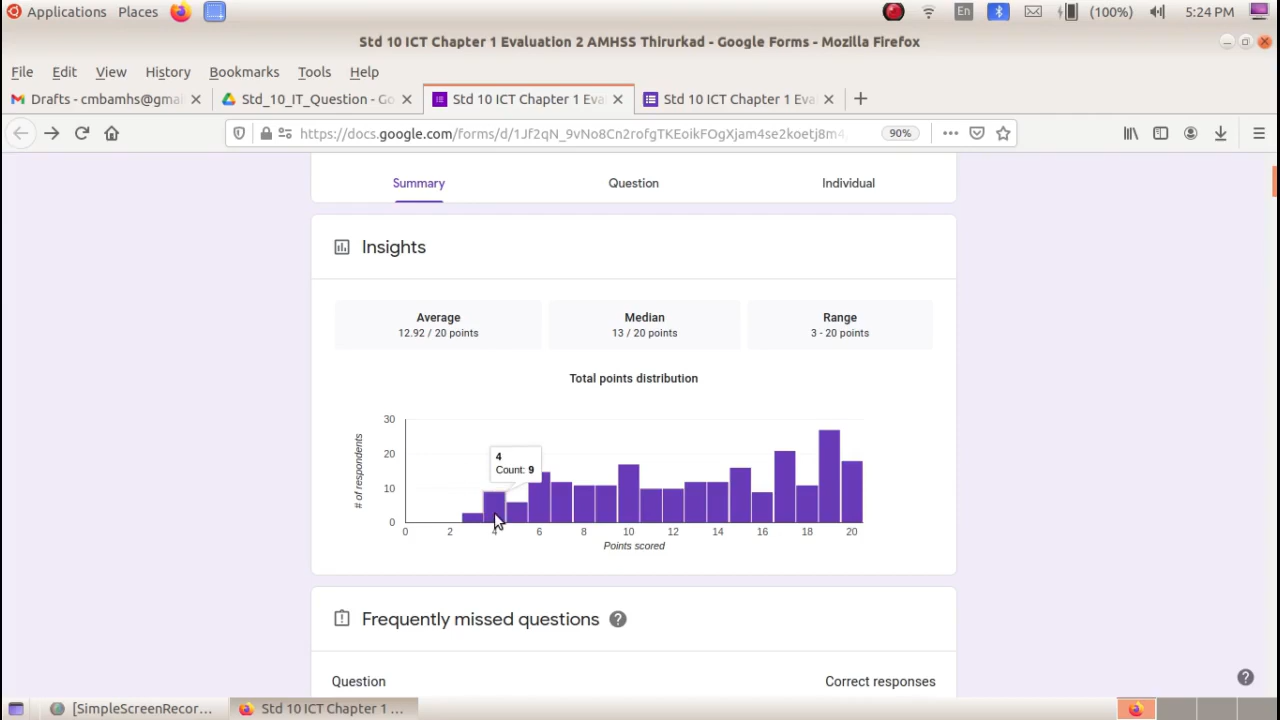 Applications Places En (100%) 5:24 PM
Std 10 ICT Chapter 1 Evaluation 2 AMHSS Thirurkad - Google Forms - Mozilla Firefox
File Edit View History Bookmarks Tools Help
Drafts - cmbamhs@gmai Std_10_IT_Question - Go Std 10 ICT Chapter 1 Eva Std 10 ICT Chapter 1 Eva
https://docs.google.com/forms/d/1Jf2qN_9vNo8Cn2rofgTKEoikFOgXjam4se2koetj8m4 90%
Summary Question Individual
Insights
Average Median Range
12.92 / 20 points 13 / 20 points 3 - 20 points
Total points distribution
# of respondents
30
20
10
0
4
Count: 9
0 2 4 6 8 10 12 14 16 18 20
Points scored
Frequently missed questions
Question Correct responses
[SimpleScreenRecor... Std 10 ICT Chapter 1 ...